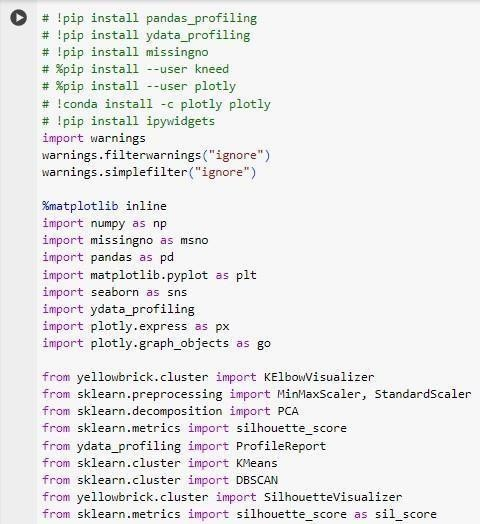 # !pip install pandas_profiling
# !pip install ydata_profiling
# !pip install missingno
# %pip install --user kneed
# %pip install --user plotly
# !conda install -c plotly plotly
# !pip install ipywidgets
import warnings
warnings.filterwarnings("ignore")
warnings.simplefilter("ignore")

%matplotlib inline
import numpy as np
import missingno as msno
import pandas as pd
import matplotlib.pyplot as plt
import seaborn as sns
import ydata_profiling
import plotly.express as px
import plotly.graph_objects as go

from yellowbrick.cluster import KElbowVisualizer
from sklearn.preprocessing import MinMaxScaler, StandardScaler
from sklearn.decomposition import PCA
from sklearn.metrics import silhouette_score
from ydata_profiling import ProfileReport
from sklearn.cluster import KMeans
from sklearn.cluster import DBSCAN
from yellowbrick.cluster import SilhouetteVisualizer
from sklearn.metrics import silhouette_score as sil_score